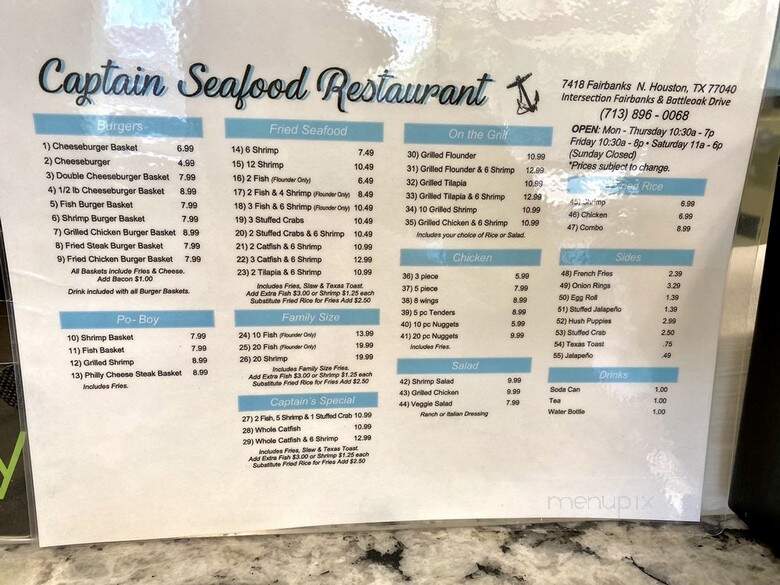 Captain Seafood Restaurant
7418 Fairbanks N. Houston, TX 77040
Intersection Fairbanks & Battleoak Drive
(713) 896 - 0068
OPEN: Mon - Thursday 10:30a - 7p
Friday 10:30a - 8p • Saturday 11a - 6p
(Sunday Closed)
*Prices subject to change.
Burgers
1) Cheeseburger Basket 6.99
2) Cheeseburger 4.99
3) Double Cheeseburger Basket 7.99
4) 1/2 lb Cheeseburger Basket 8.99
5) Fish Burger Basket 7.99
6) Shrimp Burger Basket 7.99
7) Grilled Chicken Burger Basket 8.99
8) Fried Steak Burger Basket 7.99
9) Fried Chicken Burger Basket 7.99
All Baskets Include Fries & Cheese.
Add Bacon $1.00
Drink included with all Burger Baskets.
Po-Boy
10) Shrimp Basket 7.99
11) Fish Basket 7.99
12) Grilled Shrimp 8.99
13) Philly Cheese Steak Basket 8.99
Includes Fries.
Fried Seafood
14) 6 Shrimp 7.49
15) 12 Shrimp 10.49
16) 2 Fish (Flounder Only) 6.49
17) 2 Fish & 4 Shrimp (Flounder Only) 8.49
18) 3 Fish & 6 Shrimp (Flounder Only) 10.49
19) 3 Stuffed Crabs 10.49
20) 2 Stuffed Crabs & 6 Shrimp 10.49
21) 2 Catfish & 6 Shrimp 10.99
22) 3 Catfish & 6 Shrimp 12.99
23) 2 Tilapia & 6 Shrimp 10.99
Includes Fries, Slaw & Texas Toast.
Add Extra Fish $3.00 or Shrimp $1.25 each
Substitute Fried Rice for Fries Add $2.50
Family Size
24) 10 Fish (Flounder Only) 13.99
25) 20 Fish (Flounder Only) 19.99
26) 20 Shrimp 19.99
Includes Family Size Fries.
Add Extra Fish $3.00 or Shrimp $1.25 each
Substitute Fried Rice for Fries Add $2.50
Captain's Special
27) 2 Fish, 5 Shrimp & 1 Stuffed Crab 10.99
28) Whole Catfish 10.99
29) Whole Catfish & 6 Shrimp 12.99
Includes Fries, Slaw & Texas Toast.
Add Extra Fish $3.00 or Shrimp $1.25 each
Substitute Fried Rice for Fries Add $2.50
On the Grill
30) Grilled Flounder 10.99
31) Grilled Flounder & 6 Shrimp 12.99
32) Grilled Tilapia 10.99
33) Grilled Tilapia & 6 Shrimp 12.99
34) 10 Grilled Shrimp 10.99
35) Grilled Chicken & 6 Shrimp 10.99
Includes your choice of Rice or Salad.
Chicken
36) 3 piece 5.99
37) 5 piece 7.99
38) 8 wings 8.99
39) 5 pc Tenders 8.99
40) 10 pc Nuggets 5.99
41) 20 pc Nuggets 9.99
Includes Fries.
Salad
42) Shrimp Salad 9.99
43) Grilled Chicken 9.99
44) Veggie Salad 7.99
Ranch or Italian Dressing
Fried Rice
45) Shrimp 6.99
46) Chicken 6.99
47) Combo 8.99
Sides
48) French Fries 2.39
49) Onion Rings 3.29
50) Egg Roll 1.39
51) Stuffed Jalapeño 1.39
52) Hush Puppies 2.99
53) Stuffed Crab 2.50
54) Texas Toast .75
55) Jalapeño .49
Drinks
Soda Can 1.00
Tea 1.00
Water Bottle 1.00
menupix